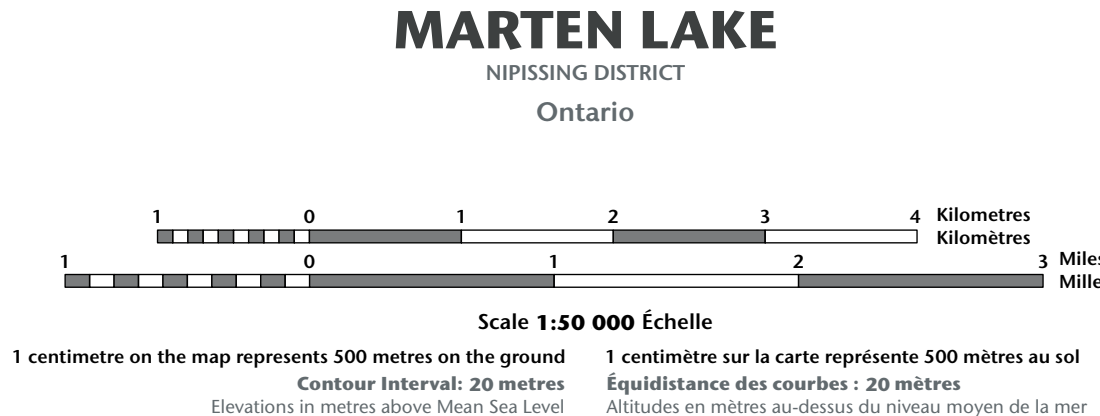 MARTEN LAKE
NIPISSING DISTRICT
Ontario
1 0 1 2 3 4 Kilometres
Kilomètres
1 0 1 2 3 Miles
Mille
Scale 1:50 000 Échelle
1 centimetre on the map represents 500 metres on the ground
1 centimètre sur la carte représente 500 mètres au sol
Contour Interval: 20 metres
Équidistance des courbes : 20 mètres
Elevations in metres above Mean Sea Level
Altitudes en mètres au-dessus du niveau moyen de la mer